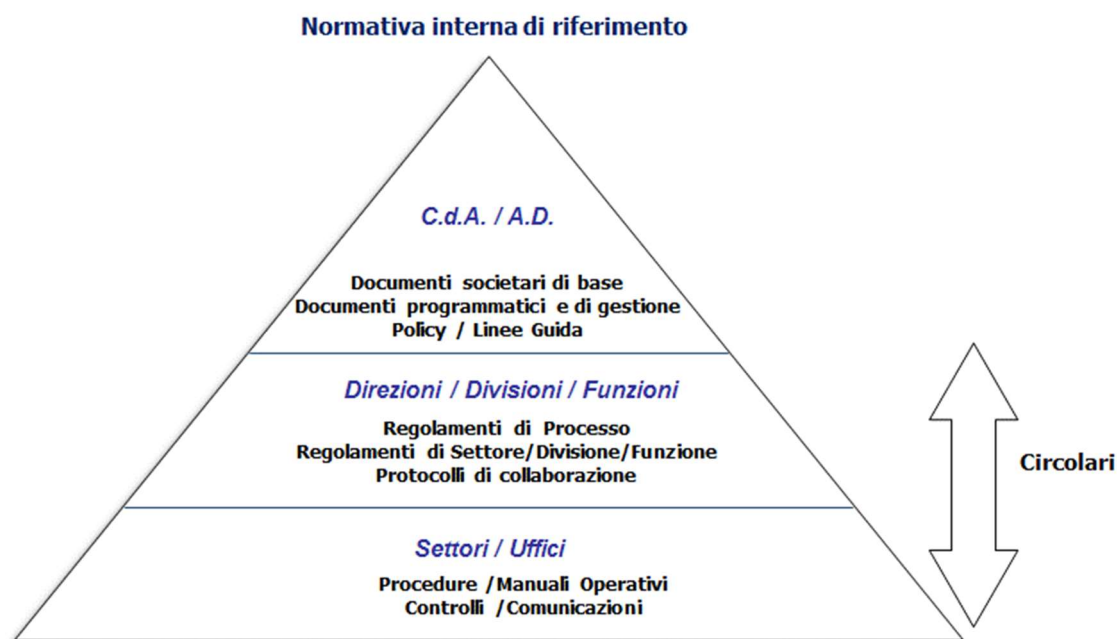 Normativa interna di riferimento
C.d.A. / A.D.
Documenti societari di base
Documenti programmatici e di gestione
Policy / Linee Guida
Direzioni / Divisioni / Funzioni
Regolamenti di Processo
Regolamenti di Settore/Divisione/Funzione
Protocolli di collaborazione
Circolari
Settori / Uffici
Procedure /Manuali Operativi
Controlli /Comunicazioni